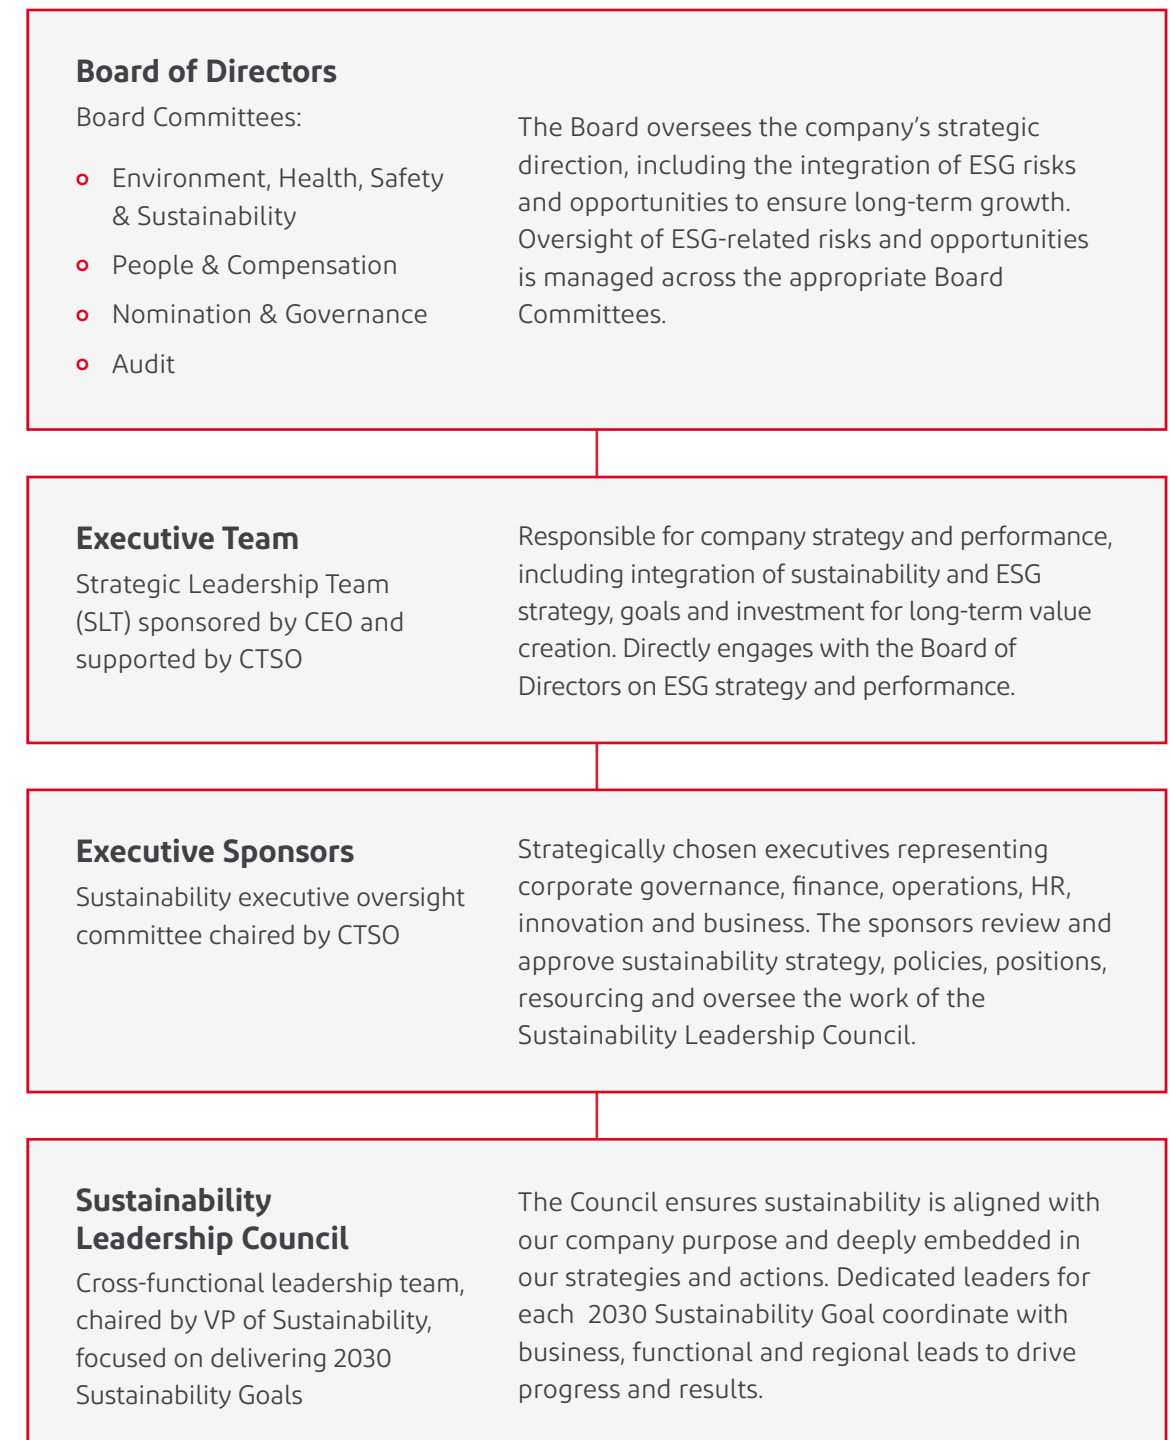 Board of Directors
Board Committees:
Environment, Health, Safety
& Sustainability
People & Compensation
Nomination & Governance
Audit
The Board oversees the company’s strategic
direction, including the integration of ESG risks
and opportunities to ensure long-term growth.
Oversight of ESG-related risks and opportunities
is managed across the appropriate Board
Committees.
Executive Team
Strategic Leadership Team
(SLT) sponsored by CEO and
supported by CTSO
Responsible for company strategy and performance,
including integration of sustainability and ESG
strategy, goals and investment for long-term value
creation. Directly engages with the Board of
Directors on ESG strategy and performance.
Executive Sponsors
Sustainability executive oversight
committee chaired by CTSO
Strategically chosen executives representing
corporate governance, finance, operations, HR,
innovation and business. The sponsors review and
approve sustainability strategy, policies, positions,
resourcing and oversee the work of the
Sustainability Leadership Council.
Sustainability
Leadership Council
Cross-functional leadership team,
chaired by VP of Sustainability,
focused on delivering 2030
Sustainability Goals
The Council ensures sustainability is aligned with
our company purpose and deeply embedded in
our strategies and actions. Dedicated leaders for
each  2030 Sustainability Goal coordinate with
business, functional and regional leads to drive
progress and results.